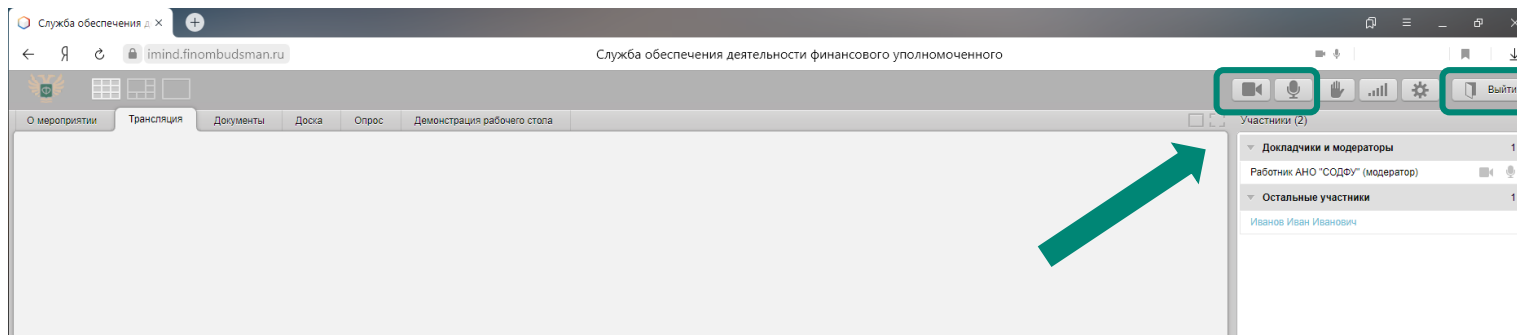 Служба обеспечения д
imind.finombudsman.ru
Служба обеспечения деятельности финансового уполномоченного
Выйти
О мероприятии
Трансляция
Документы
Доска
Опрос
Демонстрация рабочего стола
Участники (2)
Докладчики и модераторы 1
Работник АНО "СОДФУ" (модератор)
Остальные участники 1
Иванов Иван Иванович